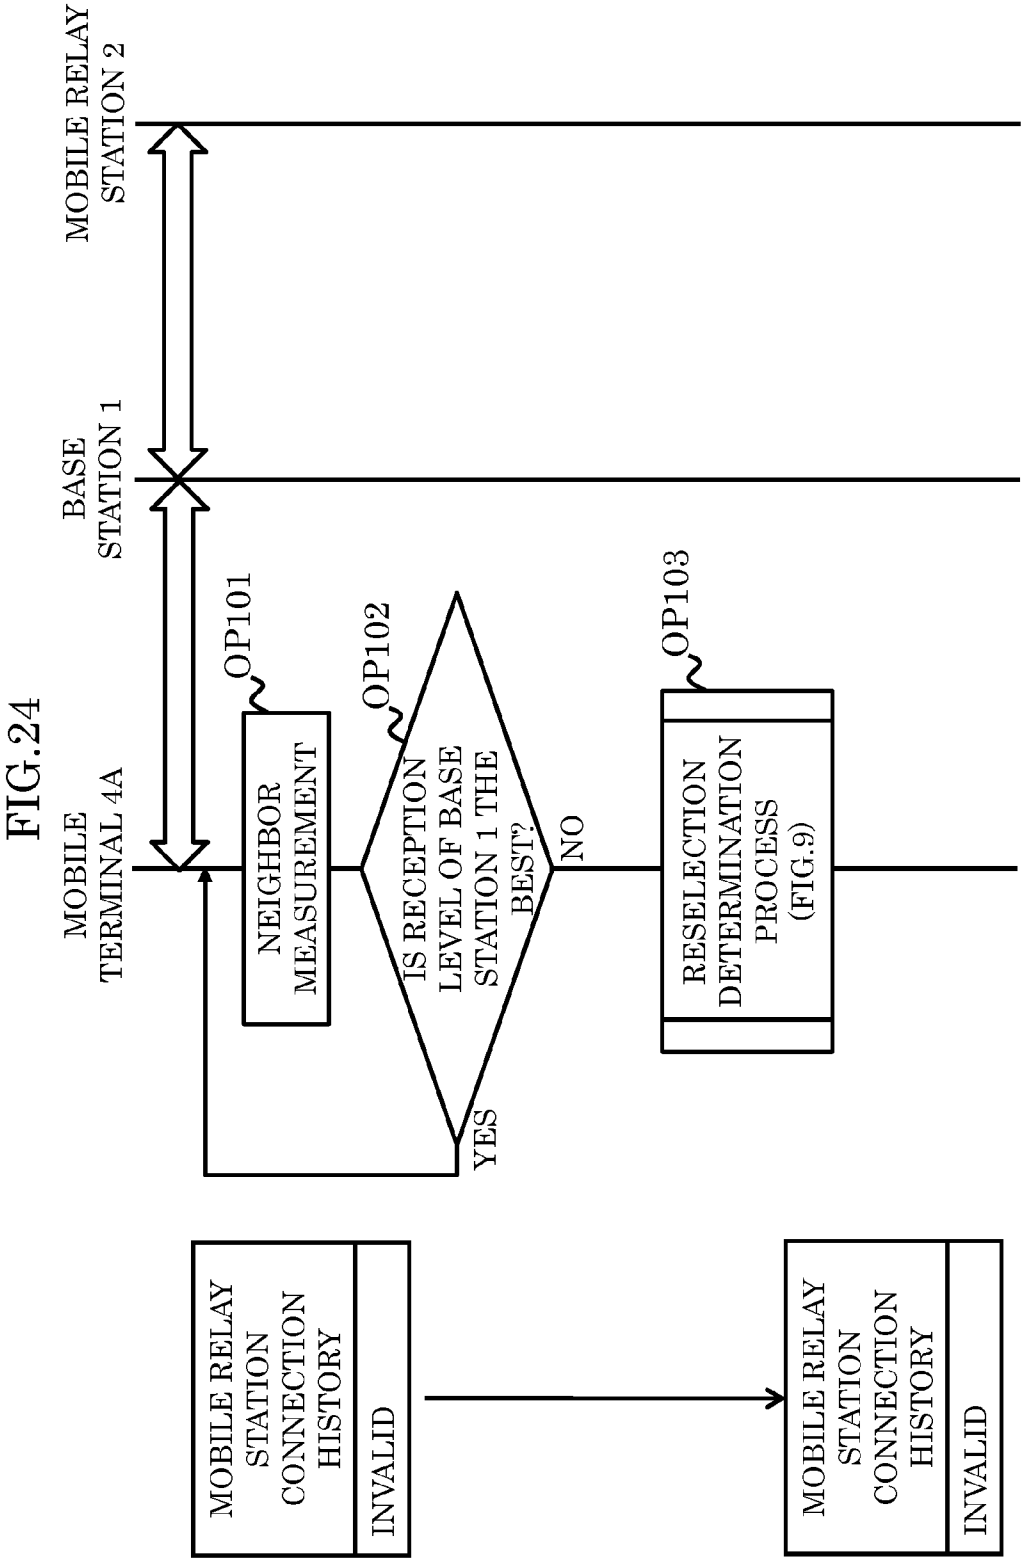 FIG.24
MOBILE
TERMINAL 4A
BASE
STATION 1
MOBILE RELAY
STATION 2
MOBILE RELAY
STATION
CONNECTION
HISTORY
INVALID
OP101
NEIGHBOR
MEASUREMENT
OP102
IS RECEPTION
LEVEL OF BASE
STATION 1 THE
BEST?
YES
NO
OP103
RESELECTION
DETERMINATION
PROCESS
(FIG.9)
MOBILE RELAY
STATION
CONNECTION
HISTORY
INVALID